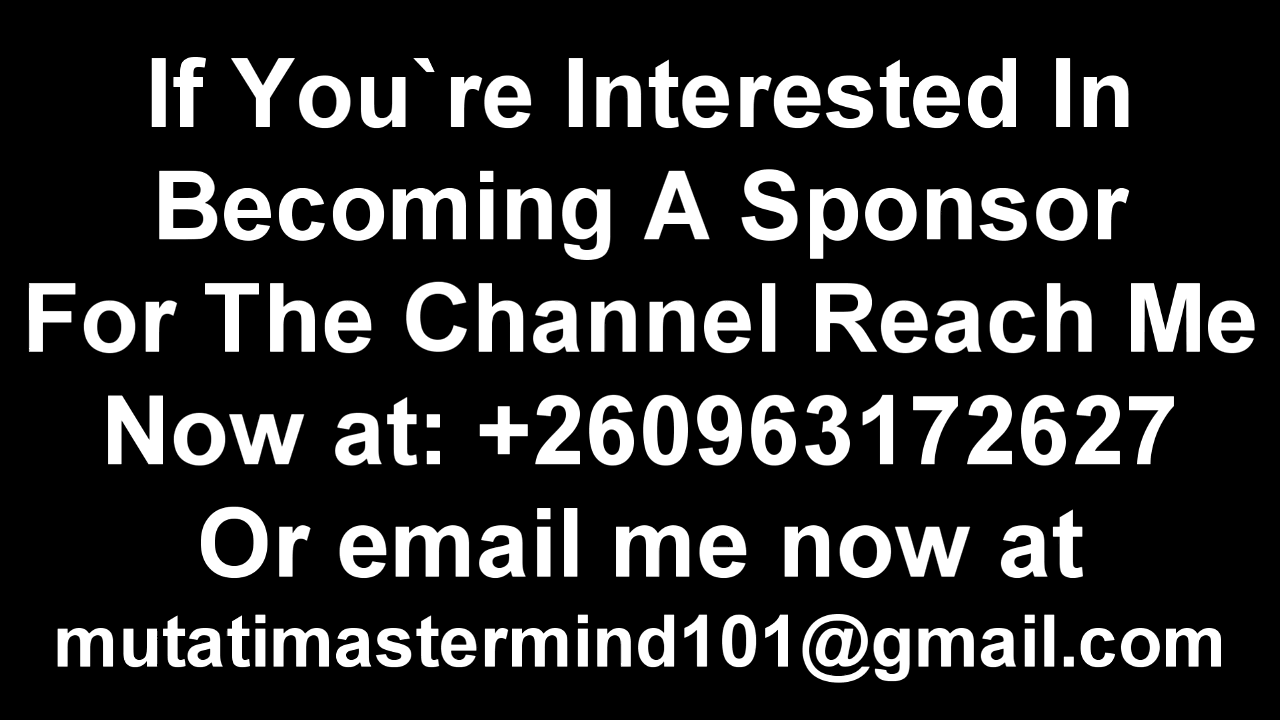 If You`re Interested In
Becoming A Sponsor
For The Channel Reach Me
Now at: +260963172627
Or email me now at
mutatimastermind101@gmail.com